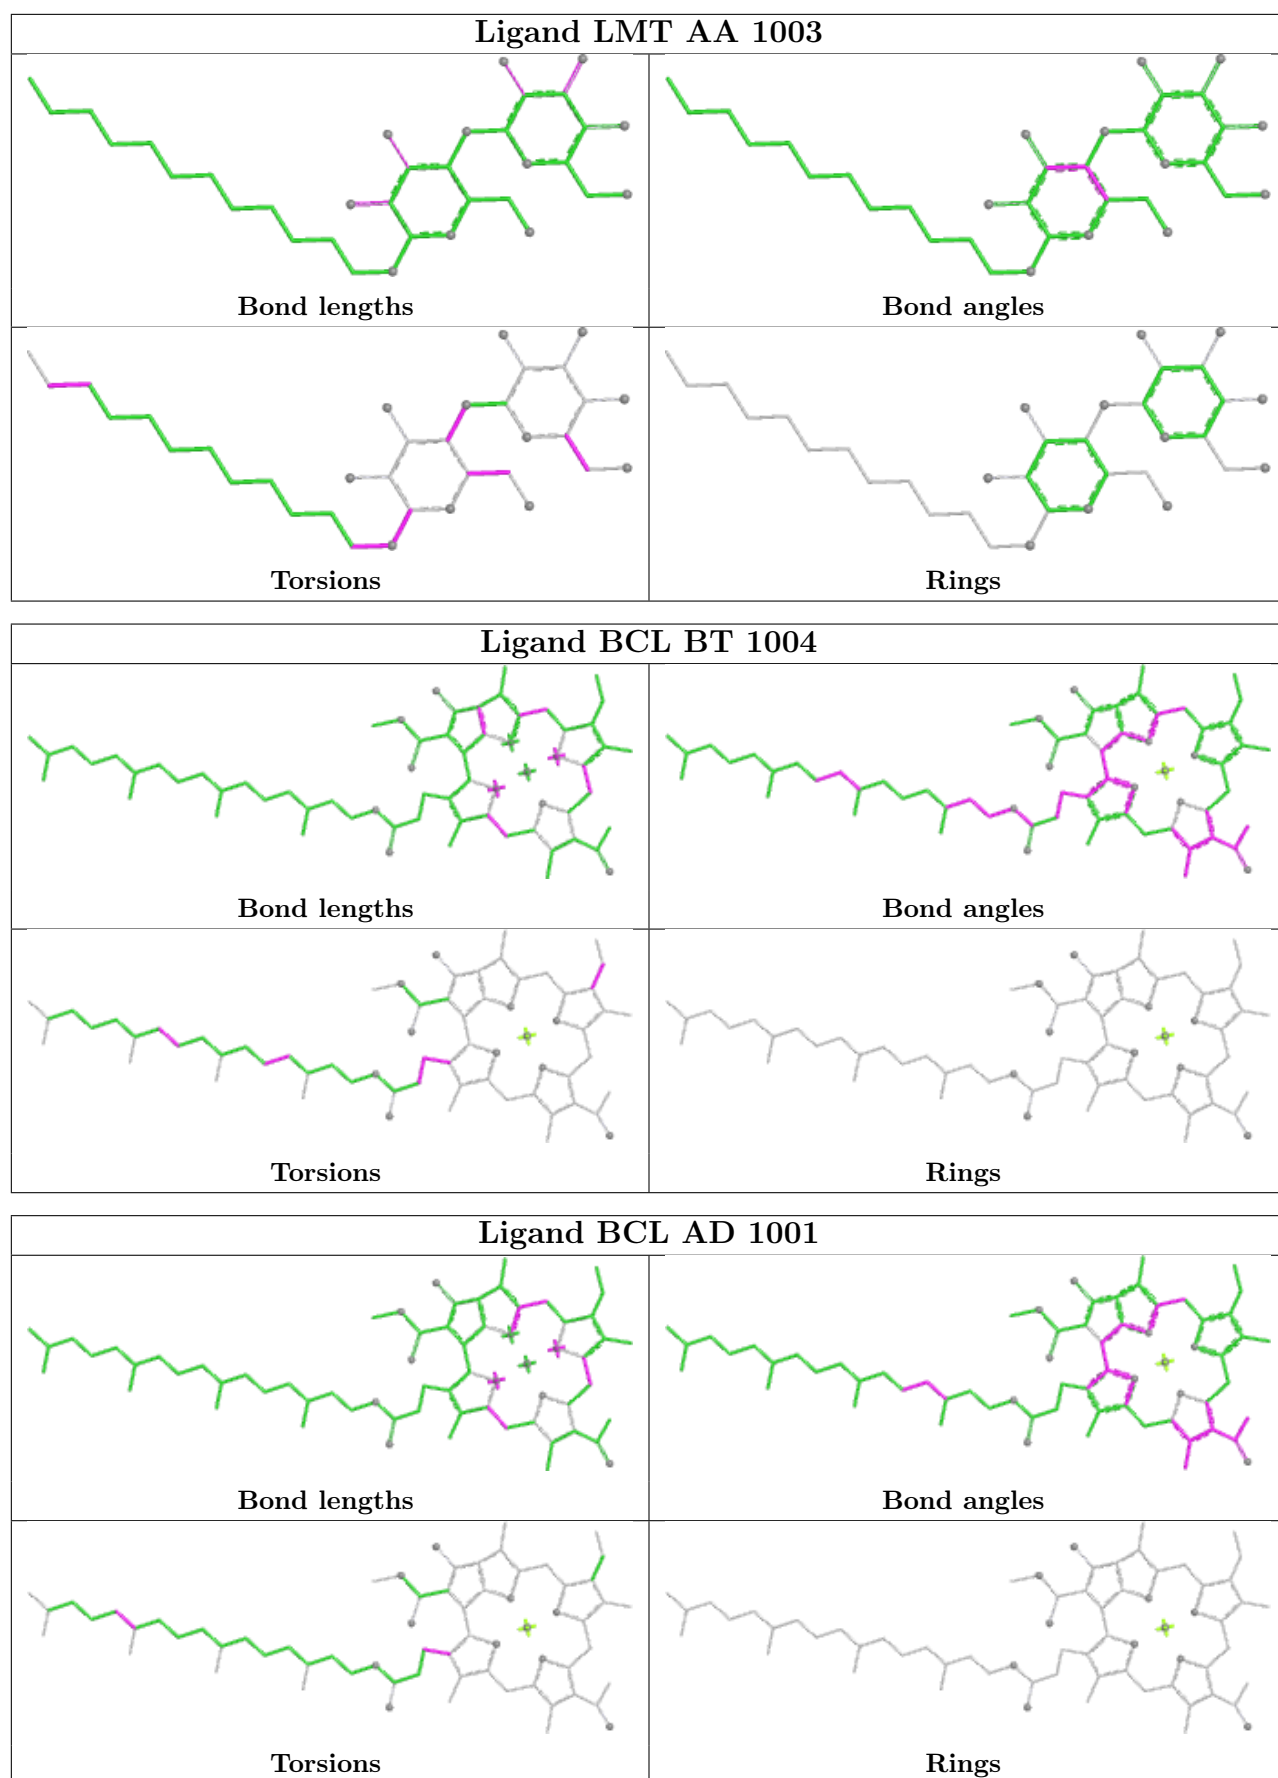 Ligand LMT AA 1003
Bond lengths
Bond angles
Torsions
Rings
Ligand BCL BT 1004
Bond lengths
Bond angles
Torsions
Rings
Ligand BCL AD 1001
Bond lengths
Bond angles
Torsions
Rings